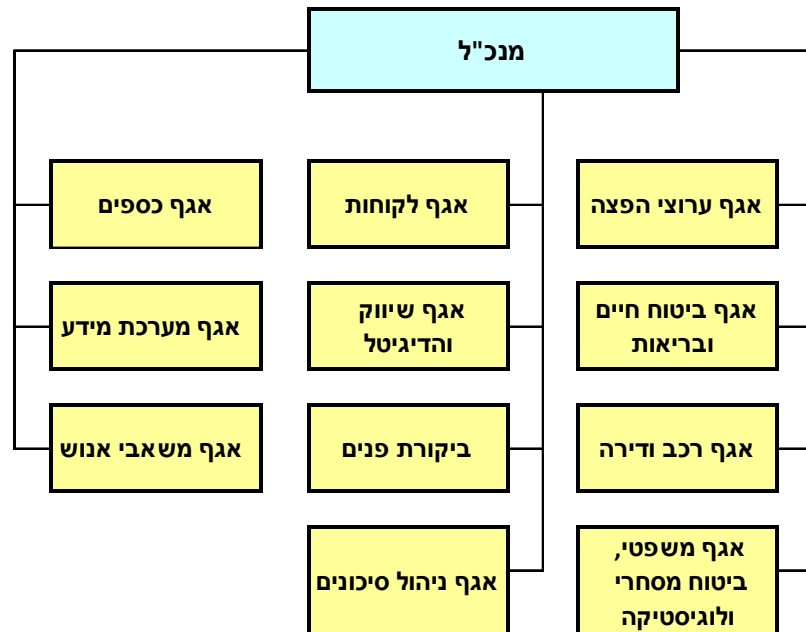 מנכ"ל
אגף ערוצי הפצה
אגף לקוחות
אגף כספים
אגף ביטוח חיים
ובריאות
אגף שיווק
והדיגיטל
אגף מערכת מידע
אגף רכב ודירה
ביקורת פנים
אגף משאבי אנוש
אגף משפטי,
ביטוח מסחרי
ולוגיסטיקה
אגף ניהול סיכונים